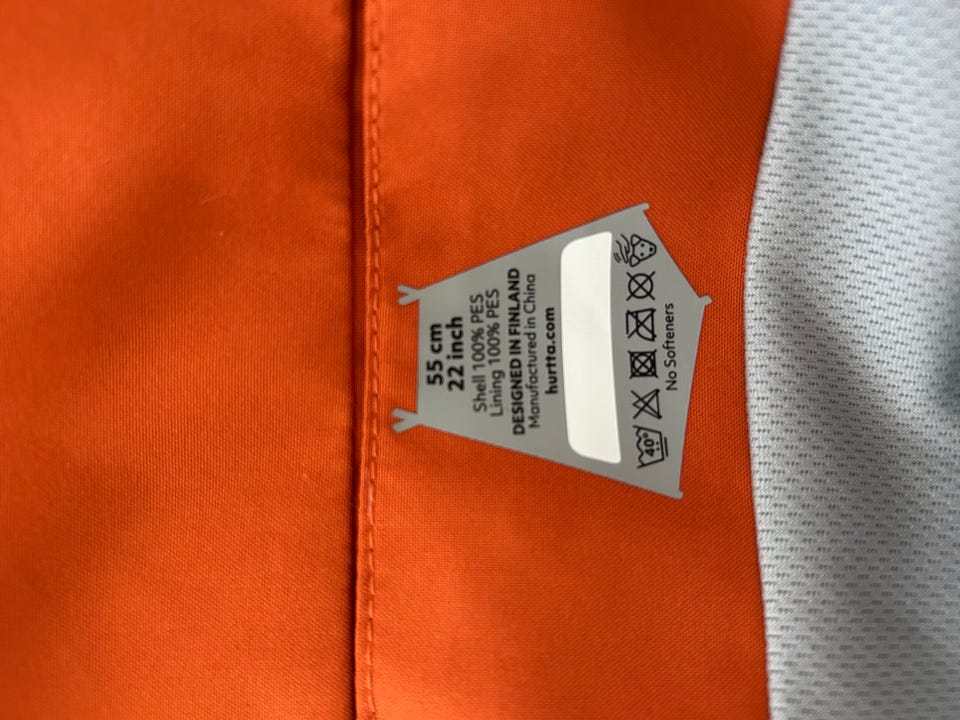 55 cm
22 inch
Shell 100% PES
Lining 100% PES
DESIGNED IN FINLAND
Manufactured in China
hurtta.com
40°
No Softeners